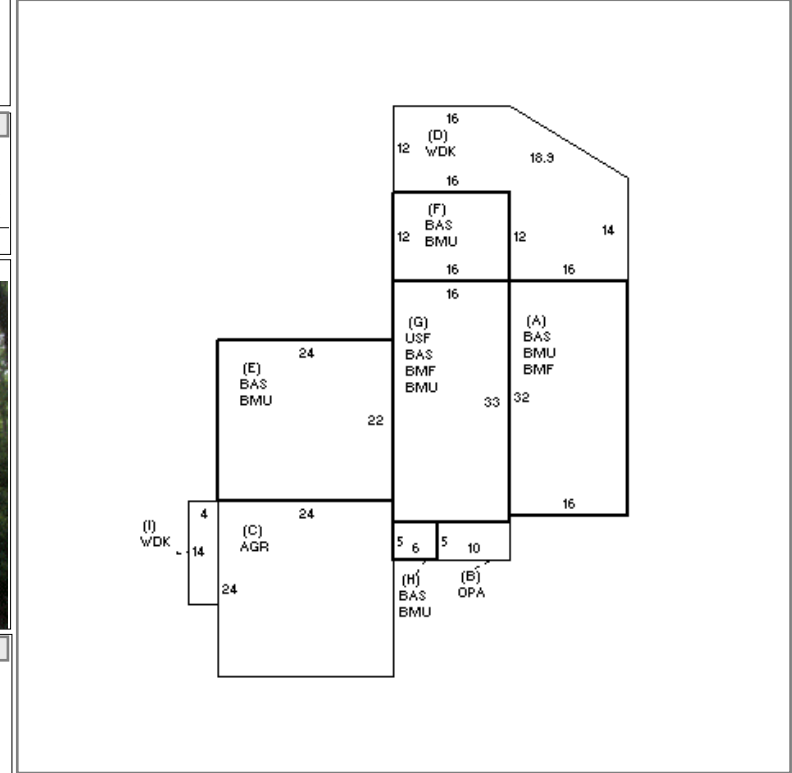 16
(D)
WDK
12
18.9
16
(F)
BAS
BMU
12
12
14
16
16
16
(G)
USF
BAS
BMF
BMU
(A)
BAS
BMU
BMF
24
(E)
BAS
BMU
22
33
32
16
4
24
(I)
WDK
14
(C)
AGR
5
6
5
10
24
(H)
BAS
BMU
(B)
OPA